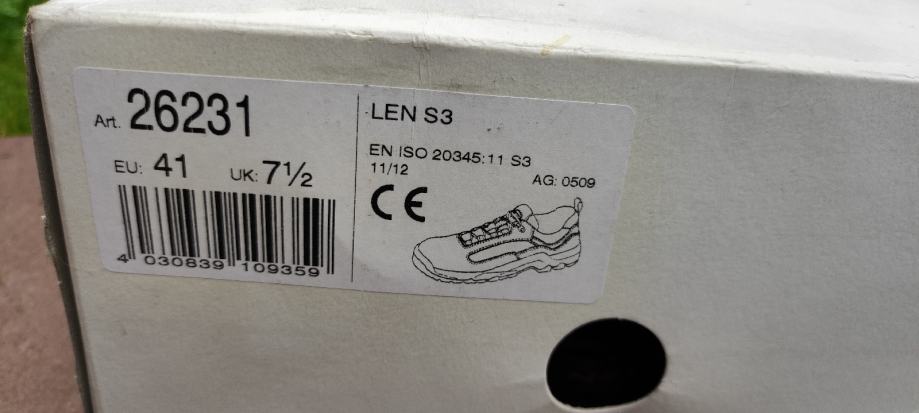 Art. 26231
EU: 41 UK: 7½
4 030839 109359
LEN S3
EN ISO 20345:11 S3
11/12
AG: 0509
CE